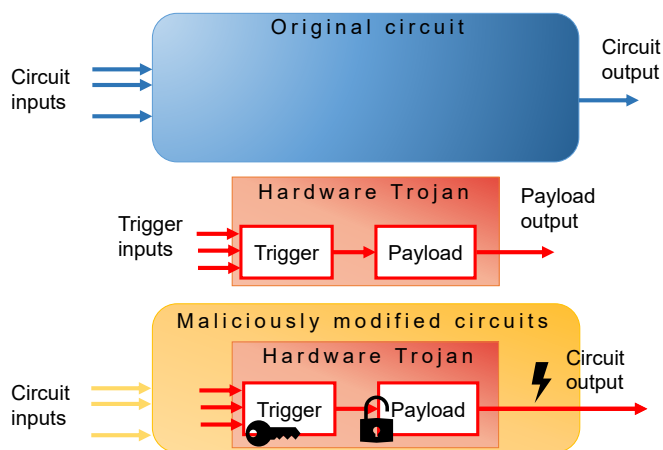 Original circuit
Circuit
inputs
Circuit
output
Hardware Trojan
Trigger
inputs
Trigger
Payload
Payload
output
Maliciously modified circuits
Hardware Trojan
Circuit
inputs
Trigger
Payload
Circuit
output